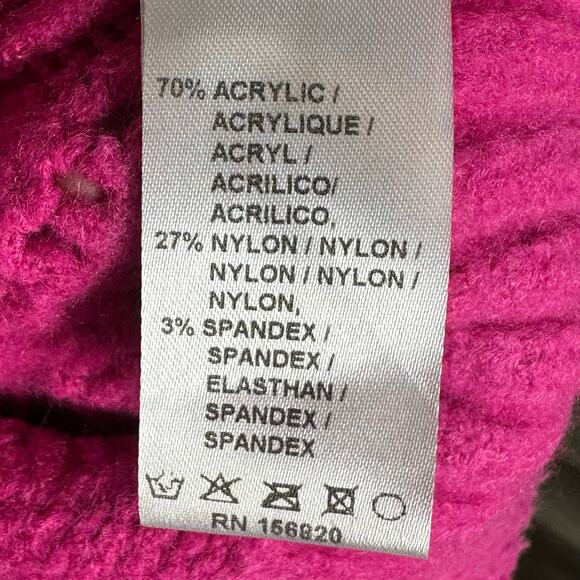 70% ACRYLIC /
ACRYLIQUE /
ACRYL /
ACRILICO/
ACRILICO,
27% NYLON / NYLON /
NYLON / NYLON /
NYLON,
3% SPANDEX /
SPANDEX /
ELASTHAN /
SPANDEX /
SPANDEX
RN 156820